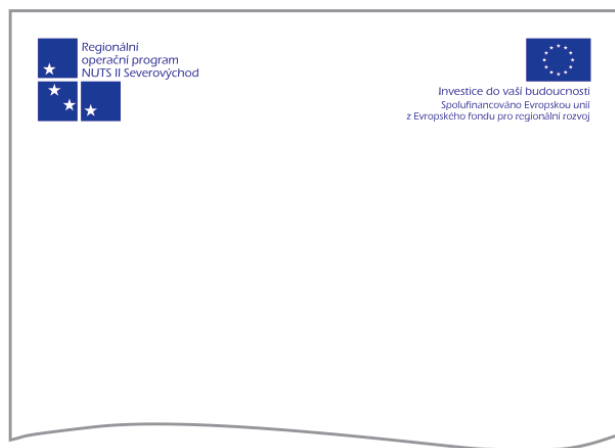 Regionální
operační program
NUTS II Severovýchod
Investice do vaší budoucnosti
Spolufinancováno Evropskou unií
z Evropského fondu pro regionální rozvoj